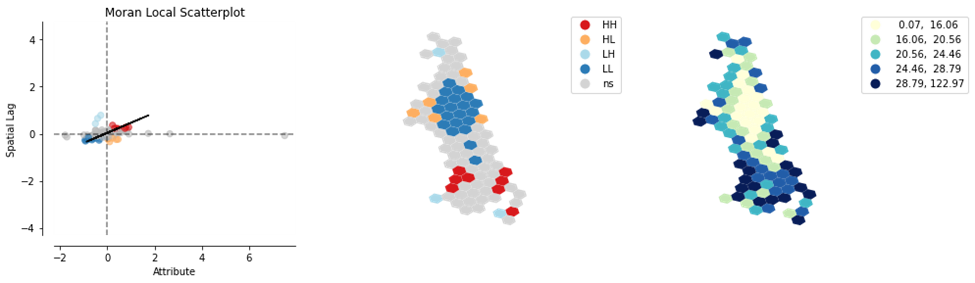 Moran Local Scatterplot
4
2
0
−2
−4
Spatial Lag
−2 0 2 4 6
Attribute
HH
HL
LH
LL
ns
0.07, 16.06
16.06, 20.56
20.56, 24.46
24.46, 28.79
28.79, 122.97